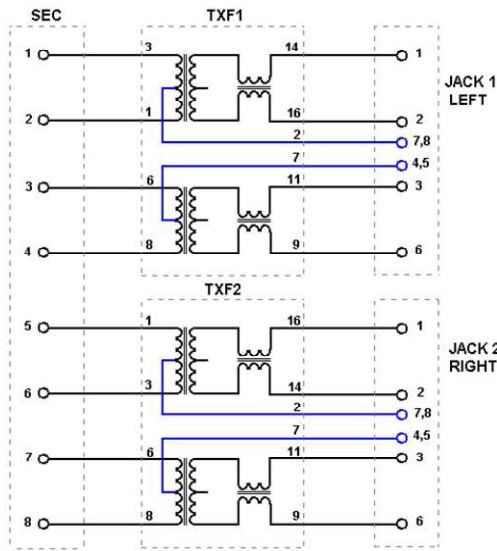 SEC TXF1
1 3 14 1
JACK 1
LEFT
2 1 16 2
2 7,8
7 4,5
3 6 11 3
4 8 9 6
TXF2
5 1 16 1
JACK 2
RIGHT
6 3 14 2
2 7,8
7 4,5
7 6 11 3
8 8 9 6